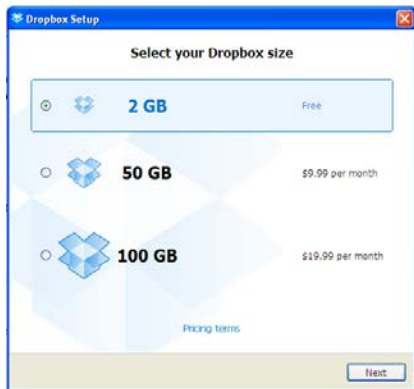 Dropbox Setup
Select your Dropbox size
2 GB Free
50 GB $9.99 per month
100 GB $19.99 per month
Pricing terms
Next